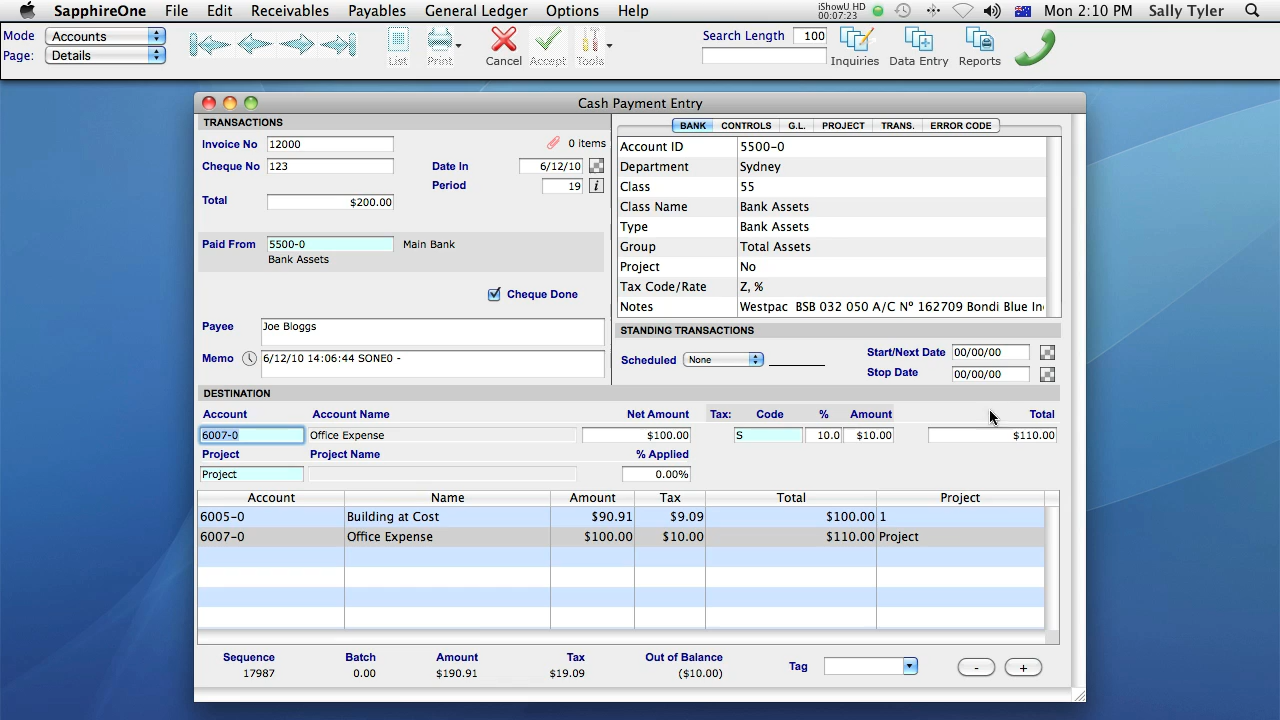 SapphireOne File Edit Receivables Payables General Ledger Options Help iShowU HD 00:07:23 Mon 2:10 PM Sally Tyler
Mode Accounts Search Length 100
Page: Details
Cancel Inquiries Data Entry Reports
Cash Payment Entry
TRANSACTIONS
Invoice No 12000 0 Items
Cheque No 123 Date In 6/12/10
Period 19 i
Total $200.00
Paid From 5500-0 Main Bank
Bank Assets
Cheque Done
Payee Joe Bloggs
Memo 6/12/10 14:06:44 SONE0 -
BANK CONTROLS G.L. PROJECT TRANS. ERROR CODE
Account ID 5500-0
Department Sydney
Class 55
Class Name Bank Assets
Type Bank Assets
Group Total Assets
Project No
Tax Code/Rate Z, %
Notes Westpac BSB 032 050 A/C Nº 162709 Bondi Blue In
STANDING TRANSACTIONS
Scheduled None Start/Next Date 00/00/00
Stop Date 00/00/00
DESTINATION
Account Account Name Net Amount Tax: Code % Amount Total
6007-0 Office Expense $100.00 S 10.0 $10.00 $110.00
Project Project Name % Applied
Project 0.00%
Account Name Amount Tax Total Project
6005-0 Building at Cost $90.91 $9.09 $100.00 1
6007-0 Office Expense $100.00 $10.00 $110.00 Project
Sequence Batch Amount Tax Out of Balance Tag - +
17987 0.00 $190.91 $19.09 ($10.00)